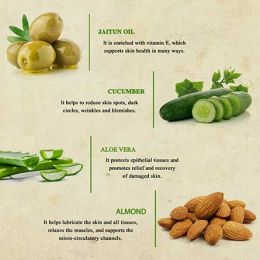 JAITUN OIL
It is enriched with vitamin E, which
supports skin health in many ways.
CUCUMBER
It helps to reduce skin spots, dark
circles, wrinkles and blemishes.
ALOE VERA
It protects epithelial tissues and
promotes relief and recovery
of damaged skin.
ALMOND
It helps lubricate the skin and all tissues,
relaxes the muscles, and supports the
micro-circulatory channels.